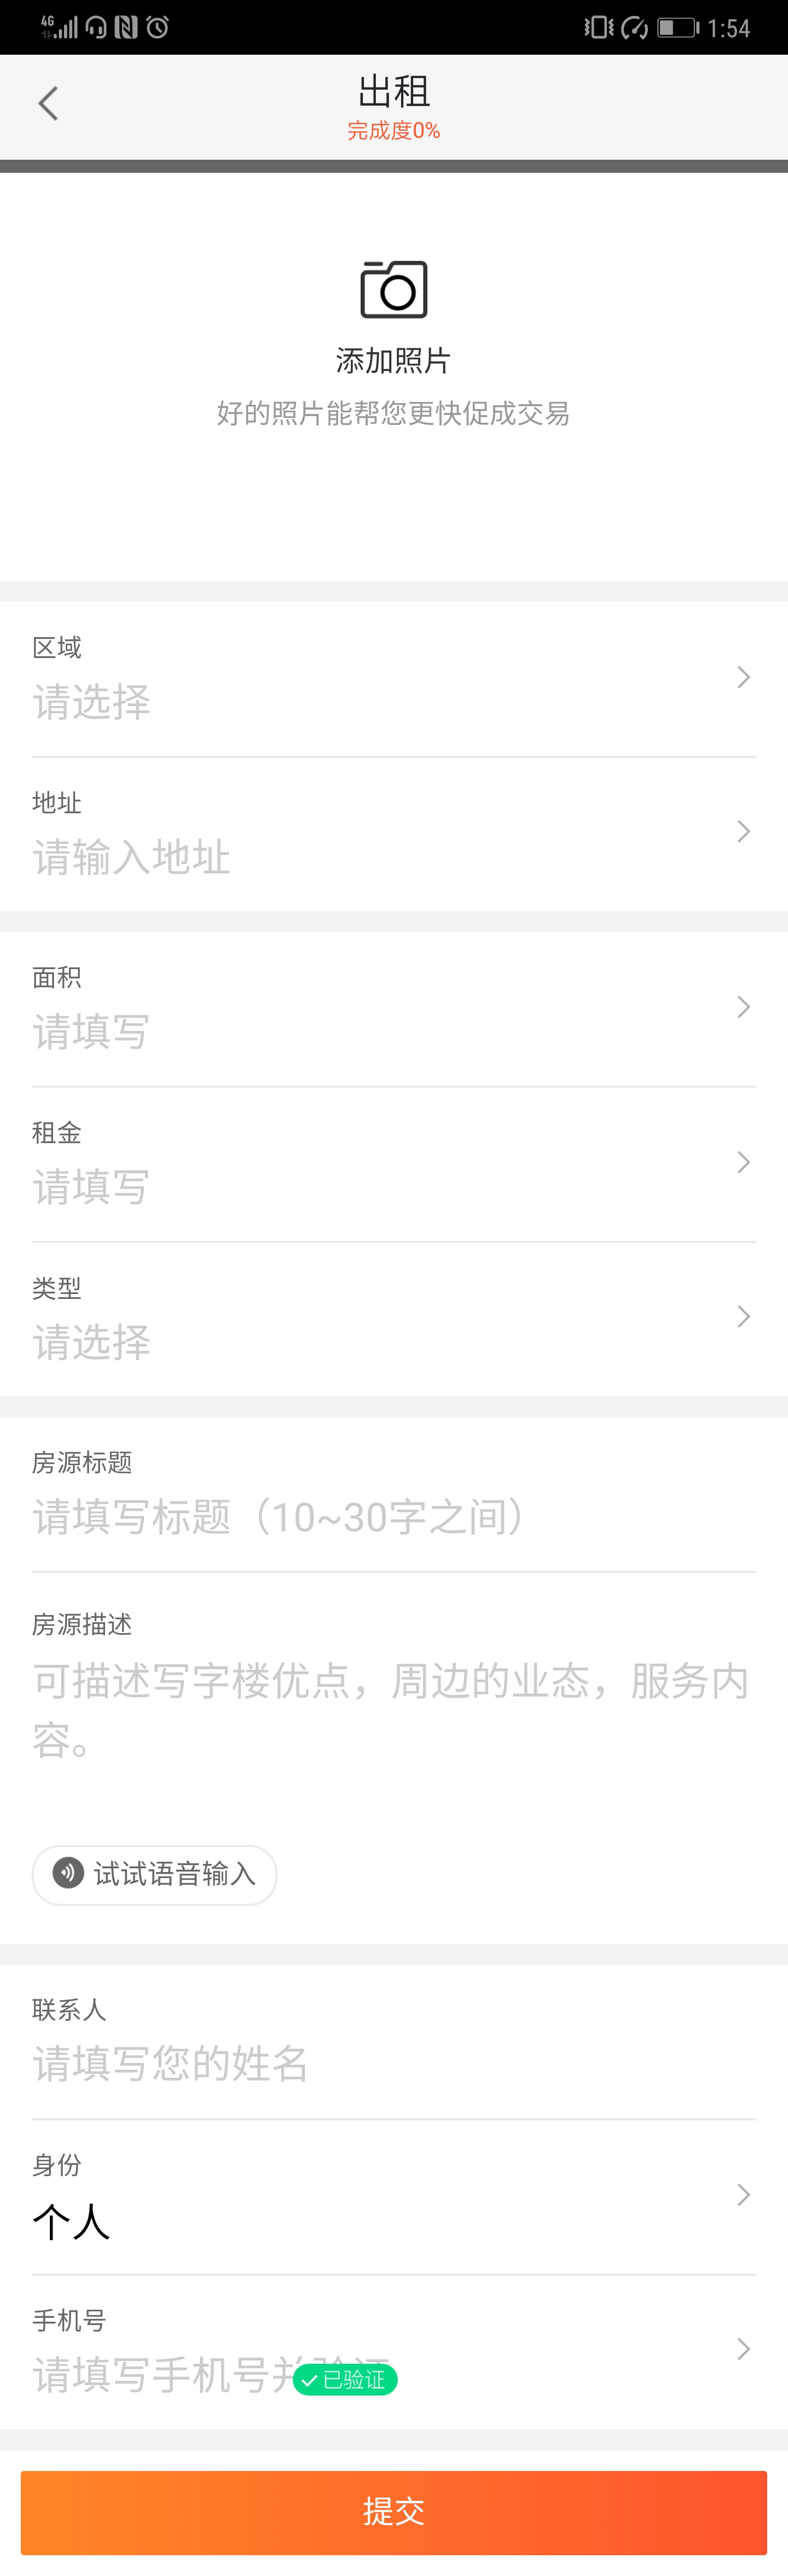 4G
1:54
出租
完成度0%
添加照片
好的照片能帮您更快促成交易
区域
请选择
地址
请输入地址
面积
请填写
租金
请填写
类型
请选择
房源标题
请填写标题（10~30字之间）
房源描述
可描述写字楼优点，周边的业态，服务内
容。
试试语音输入
联系人
请填写您的姓名
身份
个人
手机号
请填写手机号并验证
已验证
提交